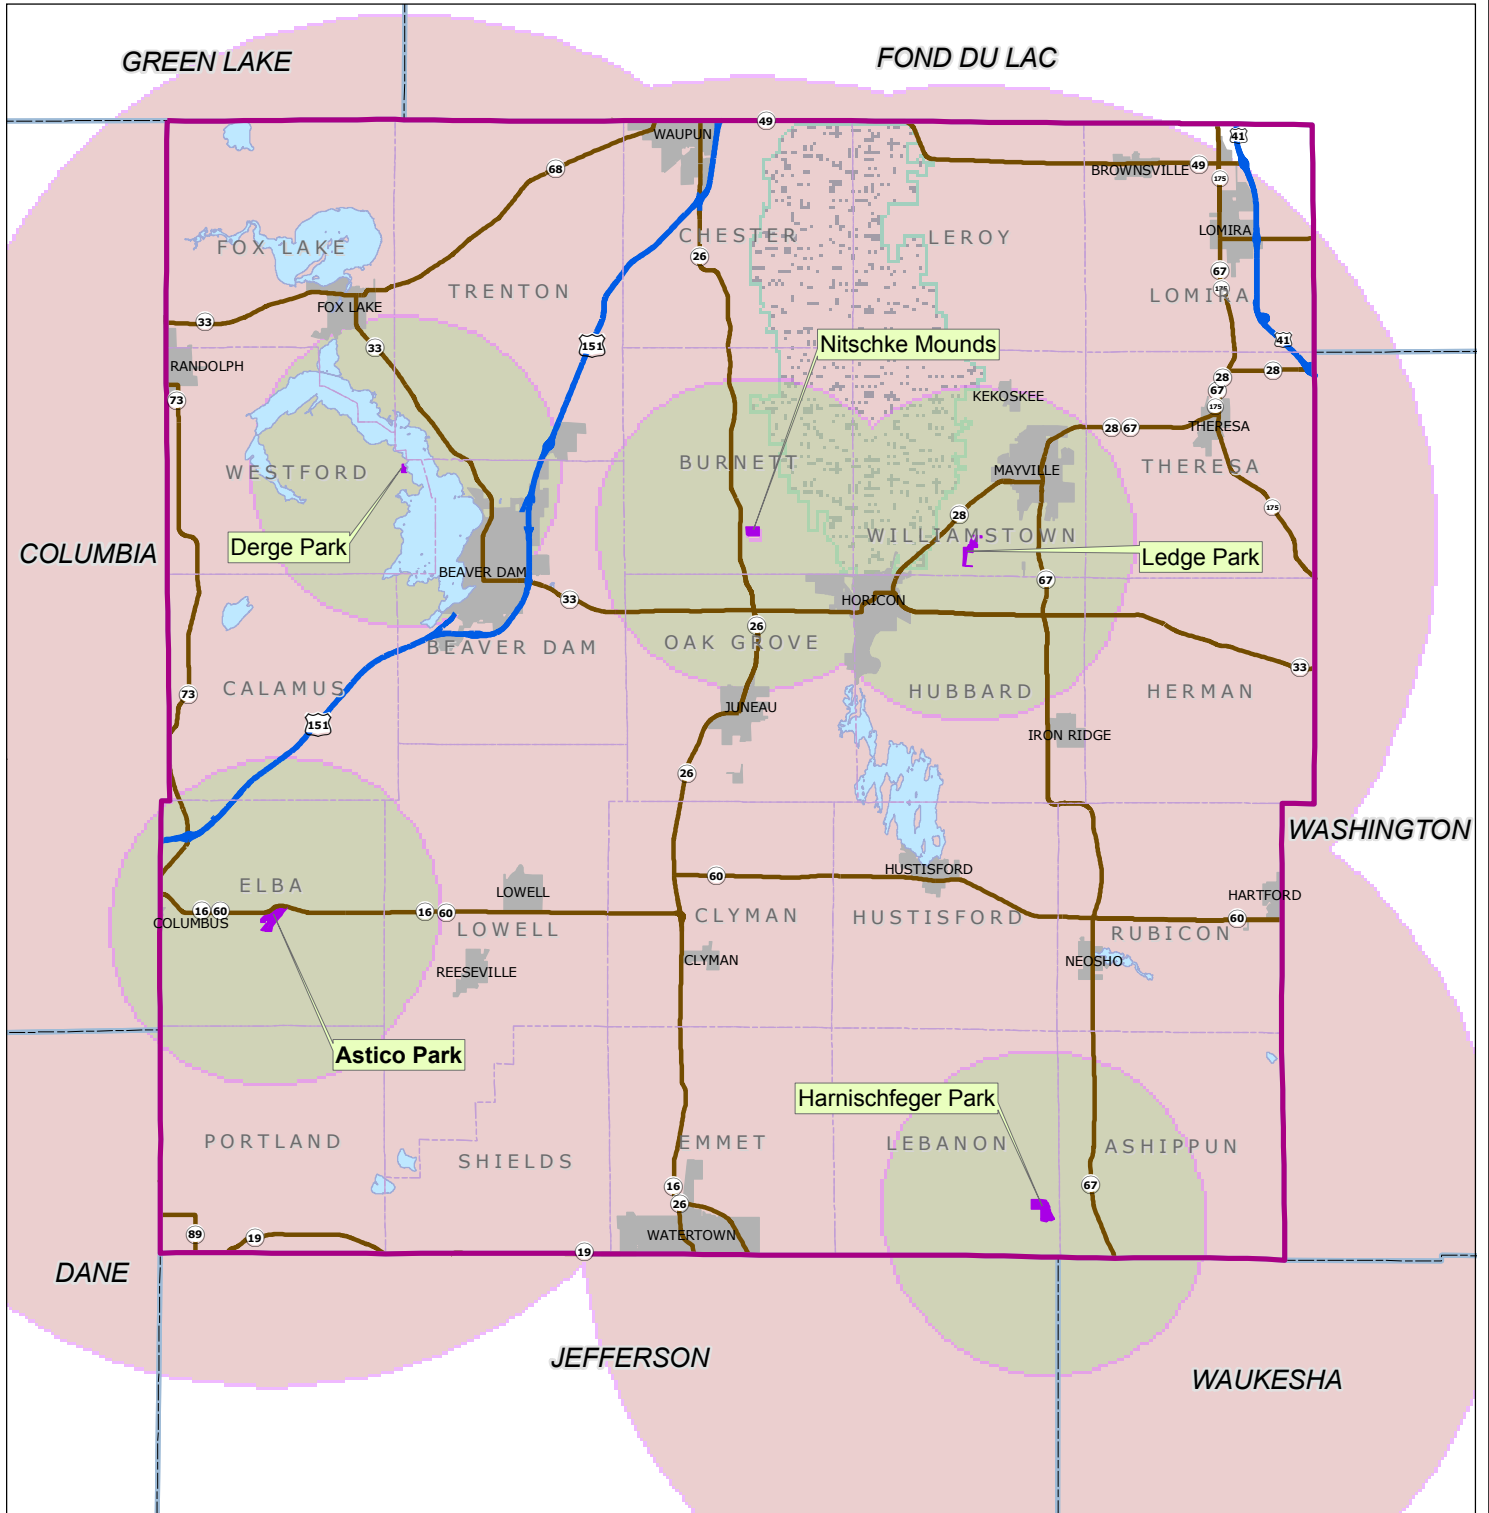 GREEN LAKE
FOND DU LAC
49
41
WAUPUN
68
BROWNSVILLE
49
175
FOX LAKE
CHESTER
LEROY
LOMIRA
26
67
TRENTON
175
LOMIRA
FOX LAKE
33
33
151
Nitschke Mounds
41
RANDOLPH
28
28
67
73
KEKOSKEE
175
THERESA
28
67
WESTFORD
BURNETT
MAYVILLE
THERESA
175
28
Derge Park
WILLIAMSTOWN
COLUMBIA
Ledge Park
BEAVER DAM
67
33
HORICON
26
BEAVER DAM
OAK GROVE
33
CALAMUS
73
HUBBARD
HERMAN
151
JUNEAU
IRON RIDGE
26
WASHINGTON
ELBA
LOWELL
60
HUSTISFORD
HARTFORD
16
60
COLUMBUS
16
60
LOWELL
CLYMAN
HUSTISFORD
60
RUBICON
REESEVILLE
CLYMAN
NEOSHO
Astico Park
Harnischfeger Park
PORTLAND
SHIELDS
EMMET
LEBANON
ASHIPPUN
16
26
67
89
19
WATERTOWN
19
DANE
JEFFERSON
WAUKESHA